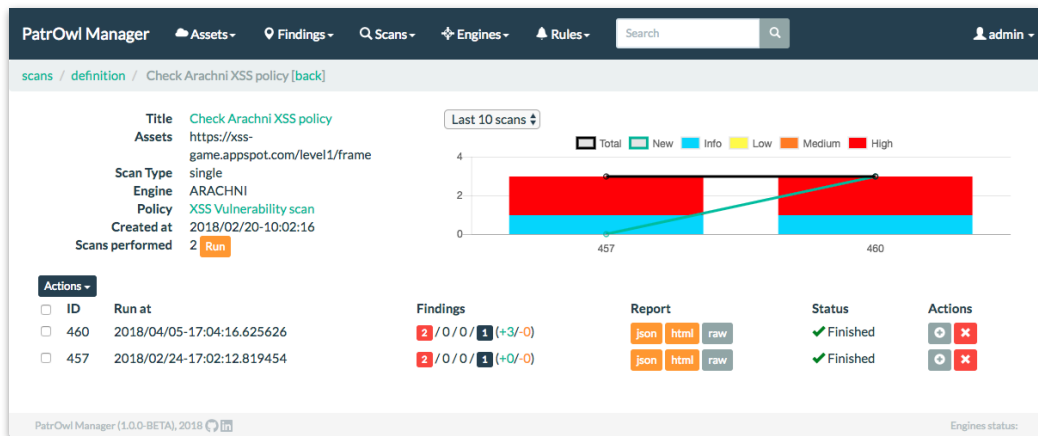 PatrOwl Manager Assets Findings Scans Engines Rules Search admin
scans / definition / Check Arachni XSS policy [back]
Title Check Arachni XSS policy
Assets https://xss-
game.appspot.com/level1/frame
Scan Type single
Engine ARACHNI
Policy XSS Vulnerability scan
Created at 2018/02/20-10:02:16
Scans performed 2 Run
Last 10 scans
Total New Info Low Medium High
4
2
0
457 460
Actions
ID Run at Findings Report Status Actions
460 2018/04/05-17:04:16.625626 2 / 0 / 0 / 1 (+3/-0) json html raw Finished
457 2018/02/24-17:02:12.819454 2 / 0 / 0 / 1 (+0/-0) json html raw Finished
PatrOwl Manager (1.0.0-BETA), 2018 in Engines status: